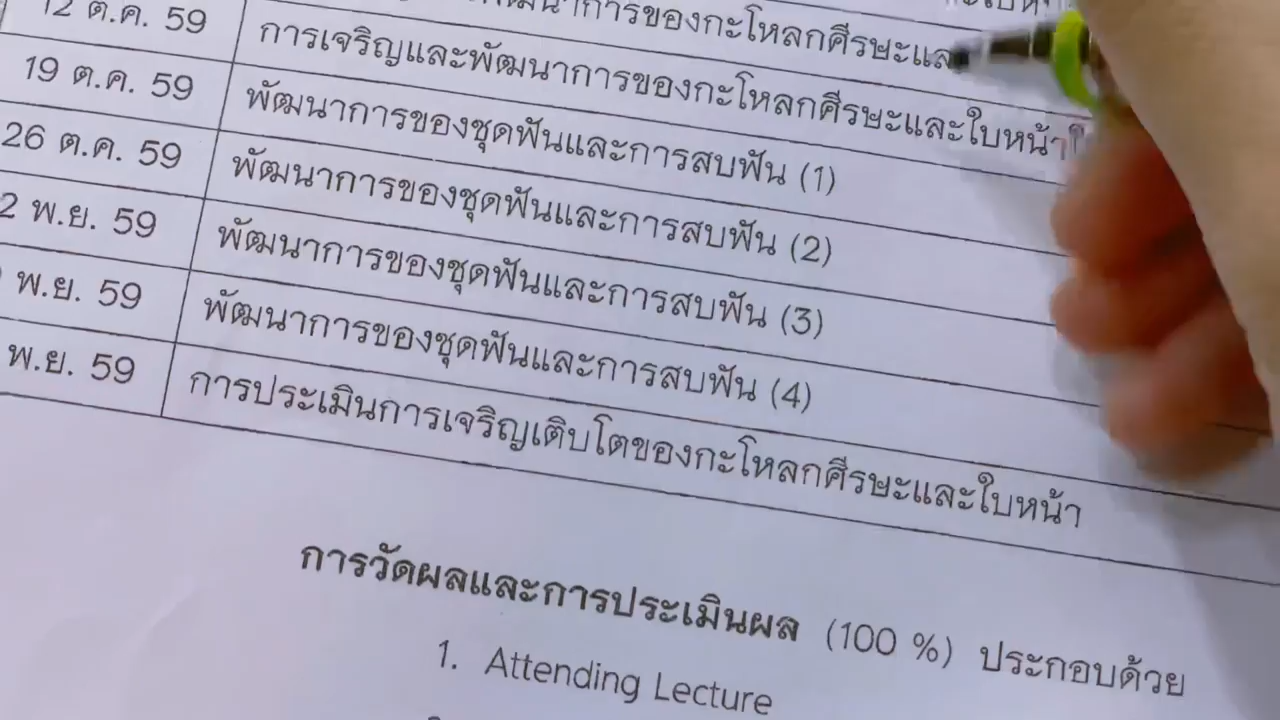 12 ต.ค. 59 พัฒนาการของกะโหลกศีรษะและ
19 ต.ค. 59 การเจริญและพัฒนาการของกะโหลกศีรษะและใบหน้า
26 ต.ค. 59 พัฒนาการของชุดฟันและการสบฟัน (1)
2 พ.ย. 59 พัฒนาการของชุดฟันและการสบฟัน (2)
พ.ย. 59 พัฒนาการของชุดฟันและการสบฟัน (3)
พ.ย. 59 พัฒนาการของชุดฟันและการสบฟัน (4)
การประเมินการเจริญเติบโตของกะโหลกศีรษะและใบหน้า
การวัดผลและการประเมินผล (100 %) ประกอบด้วย
1. Attending Lecture